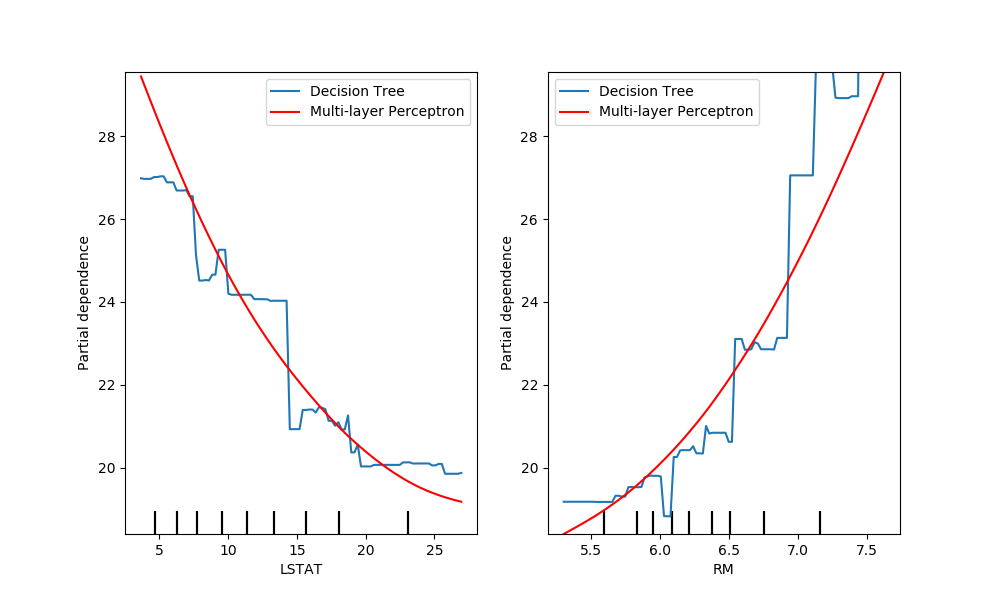 Decision Tree
Multi-layer Perceptron
Partial dependence
28
26
24
22
20
5
10
15
20
25
LSTAT
Decision Tree
Multi-layer Perceptron
Partial dependence
28
26
24
22
20
5.5
6.0
6.5
7.0
7.5
RM